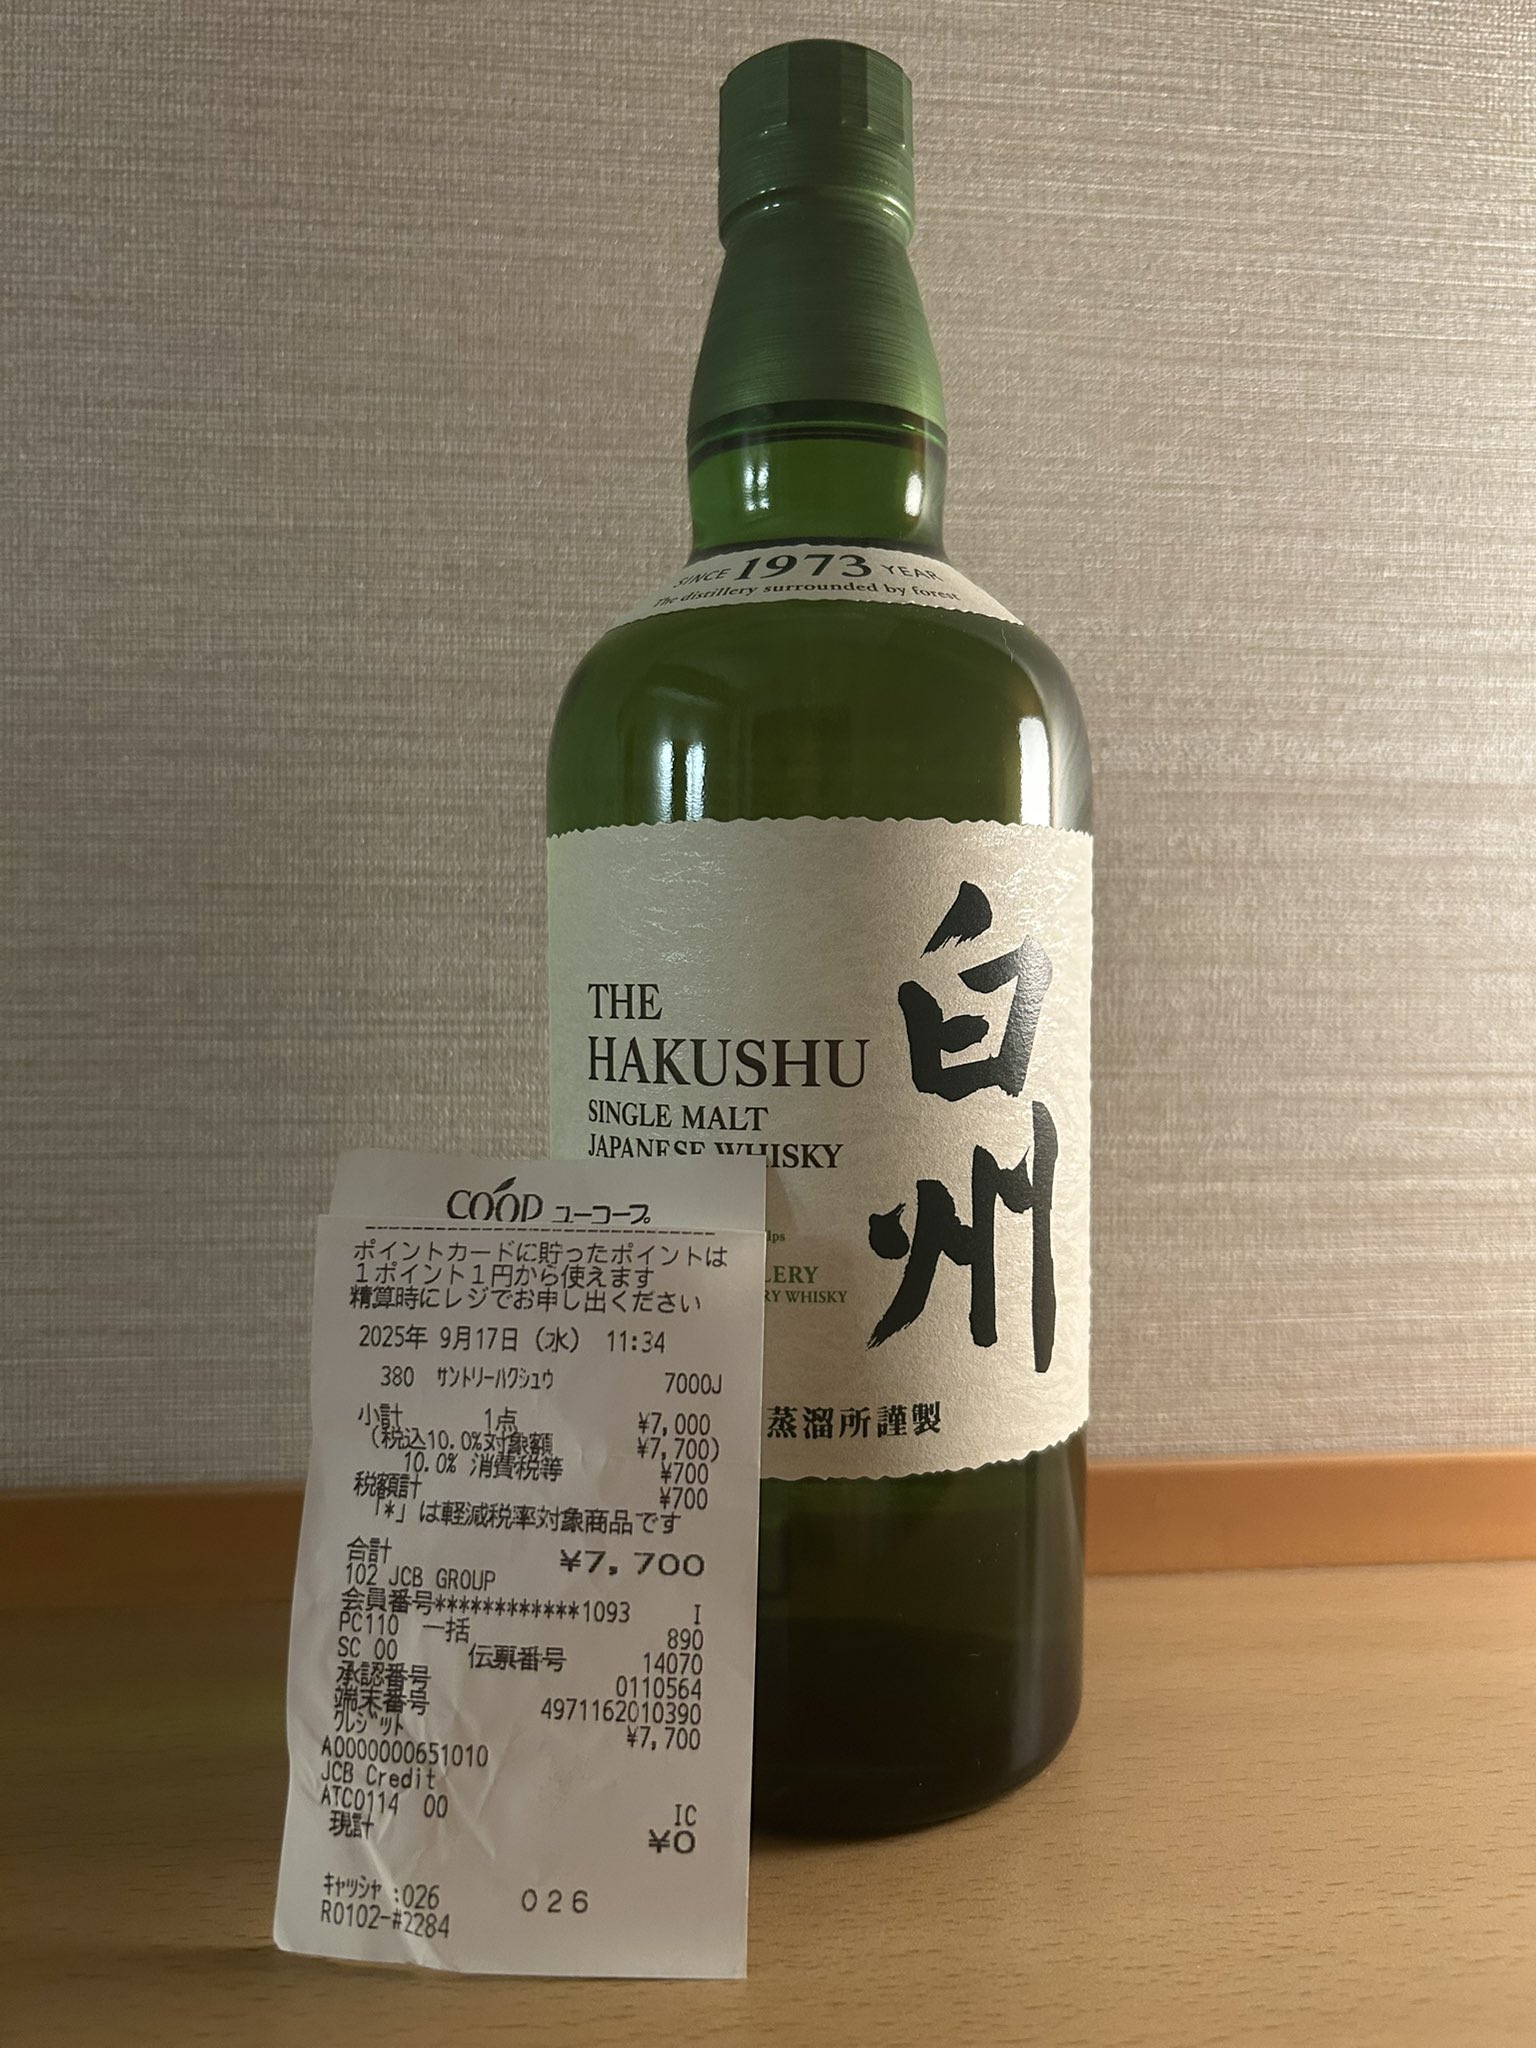 SINCE 1973 YEAR
The distillery surrounded by forest
THE
HAKUSHU
SINGLE MALT
JAPANESE WHISKY
白州
蒸溜所謹製
LERY
RY WHISKY
COOP ユーコープ
ポイントカードに貯ったポイントは
1ポイント1円から使えます
精算時にレジでお申し出ください
2025年 9月17日(水) 11:34
380 サントリーハクシュウ 7000J
小計 1点 ¥7,000
(税込10.0%対象額 ¥7,700)
10.0% 消費税等 ¥700
税額計 ¥700
「*」は軽減税率対象商品です
合計 ¥7,700
102 JCB GROUP
会員番号************1093 I
PC110 一括 890
SC 00 伝票番号 14070
承認番号 0110564
端末番号 4971162010390
クレジット ¥7,700
A0000000651010
JCB Credit
ATC0114 00 IC
現計 ¥0
キャッシャ:026 026
R0102-#2284